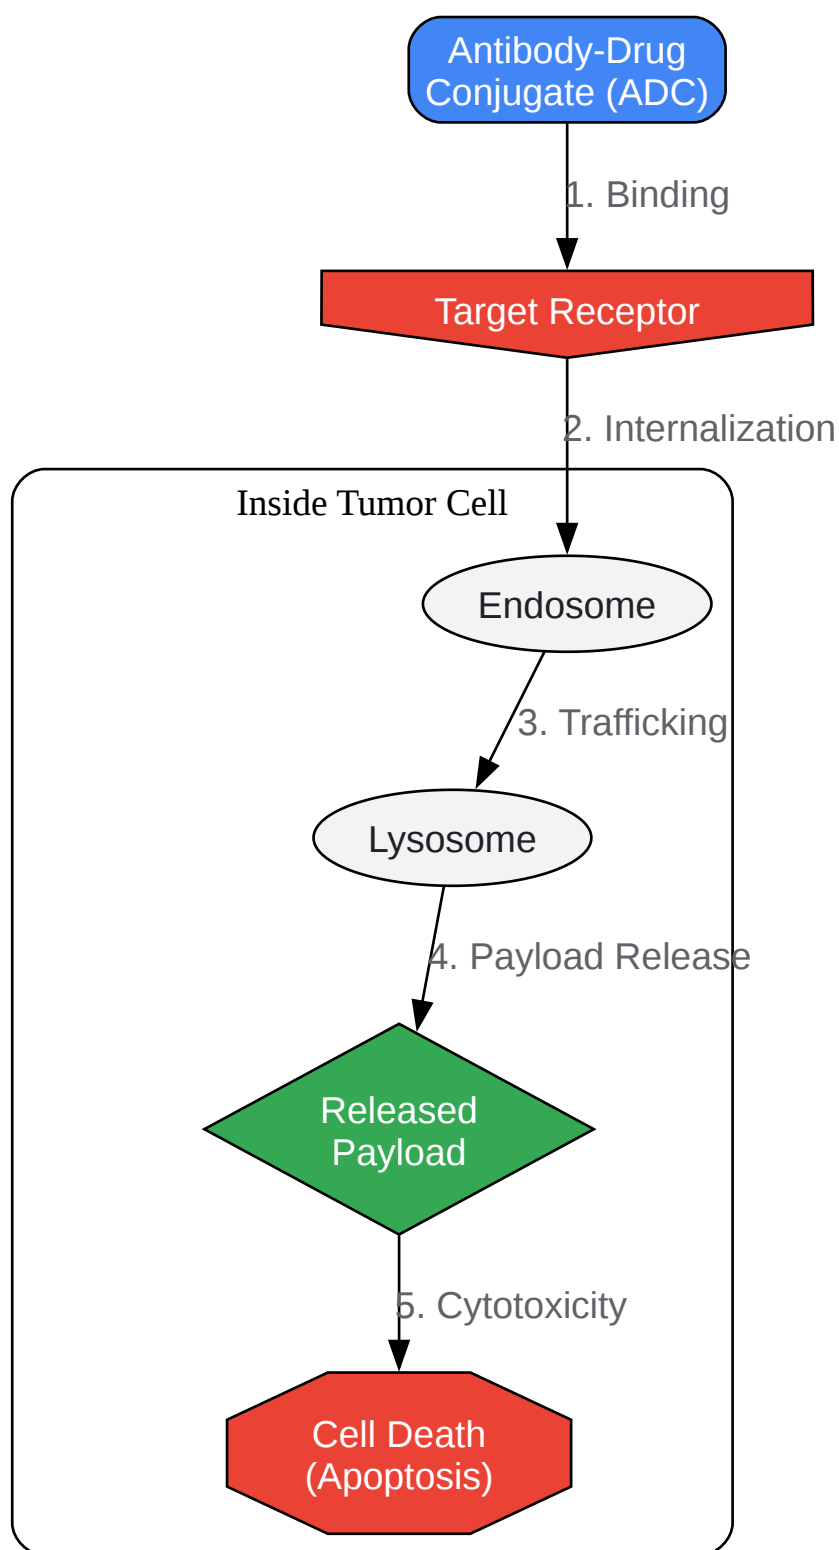 Antibody-Drug
Conjugate (ADC)
1. Binding
Target Receptor
2. Internalization
Inside Tumor Cell
Endosome
3. Trafficking
Lysosome
4. Payload Release
Released
Payload
5. Cytotoxicity
Cell Death
(Apoptosis)